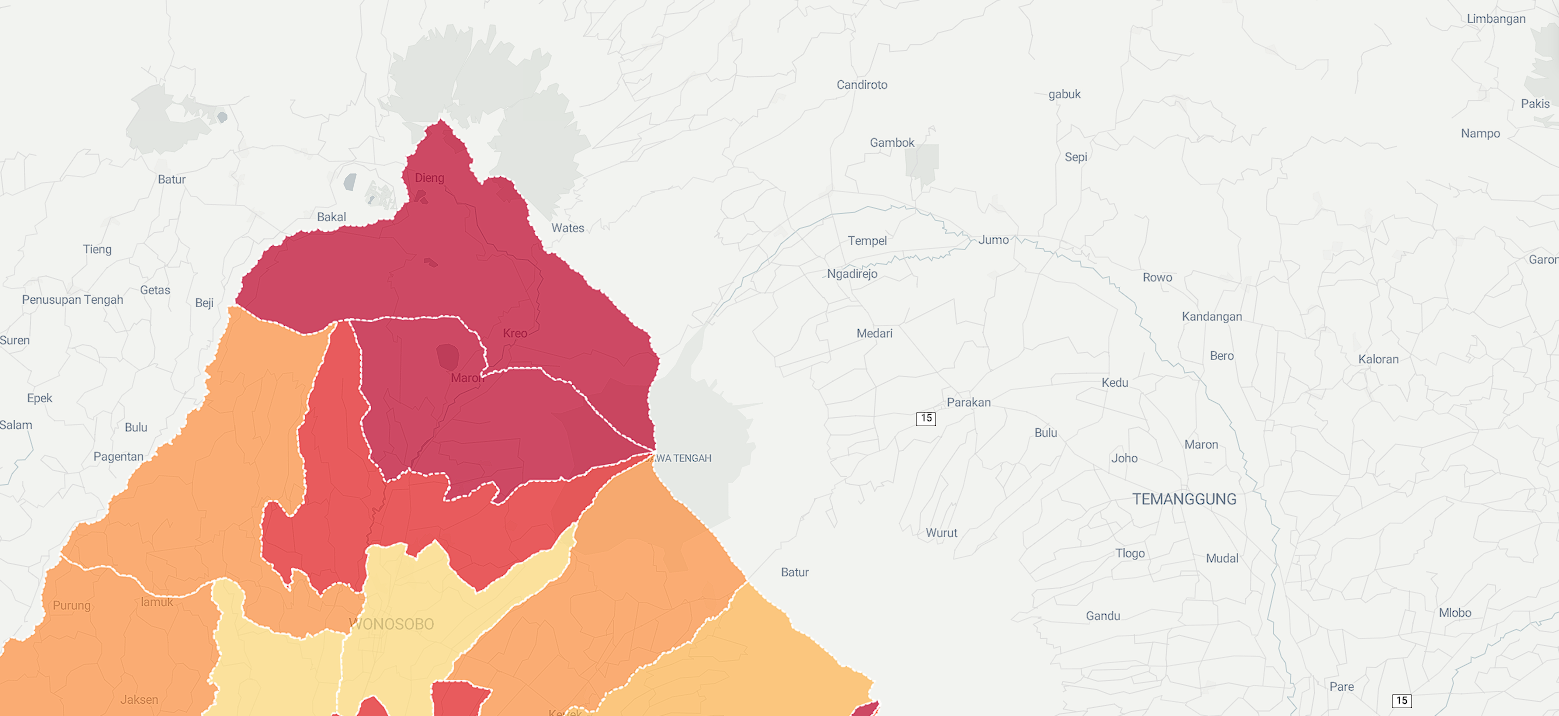 Limbangan
Candiroto
gabuk
Pakis
Nampo
Gambok
Sepi
Batur
Dieng
Bakal
Wates
Tempel
Jumo
Tieng
Garon
Ngadirejo
Rowo
Getas
Penusupan Tengah
Beji
Kandangan
Kreo
Medari
Suren
Bero
Kaloran
Maron
Kedu
Epek
Parakan
15
Salam
Bulu
Bulu
Maron
Pagentan
WA TENGAH
Joho
TEMANGGUNG
Wurut
Tlogo
Mudal
Batur
Purung
lamuk
Mlobo
Gandu
WONOSOBO
Pare
Jaksen
15